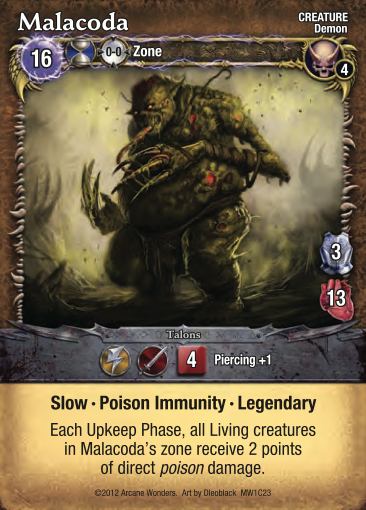 Malacoda
CREATURE
Demon
16
0-0 Zone
4
3
13
Talons
4 Piercing +1
Slow · Poison Immunity · Legendary
Each Upkeep Phase, all Living creatures
in Malacoda's zone receive 2 points
of direct poison damage.
©2012 Arcane Wonders. Art by Dleoblack MW1C23